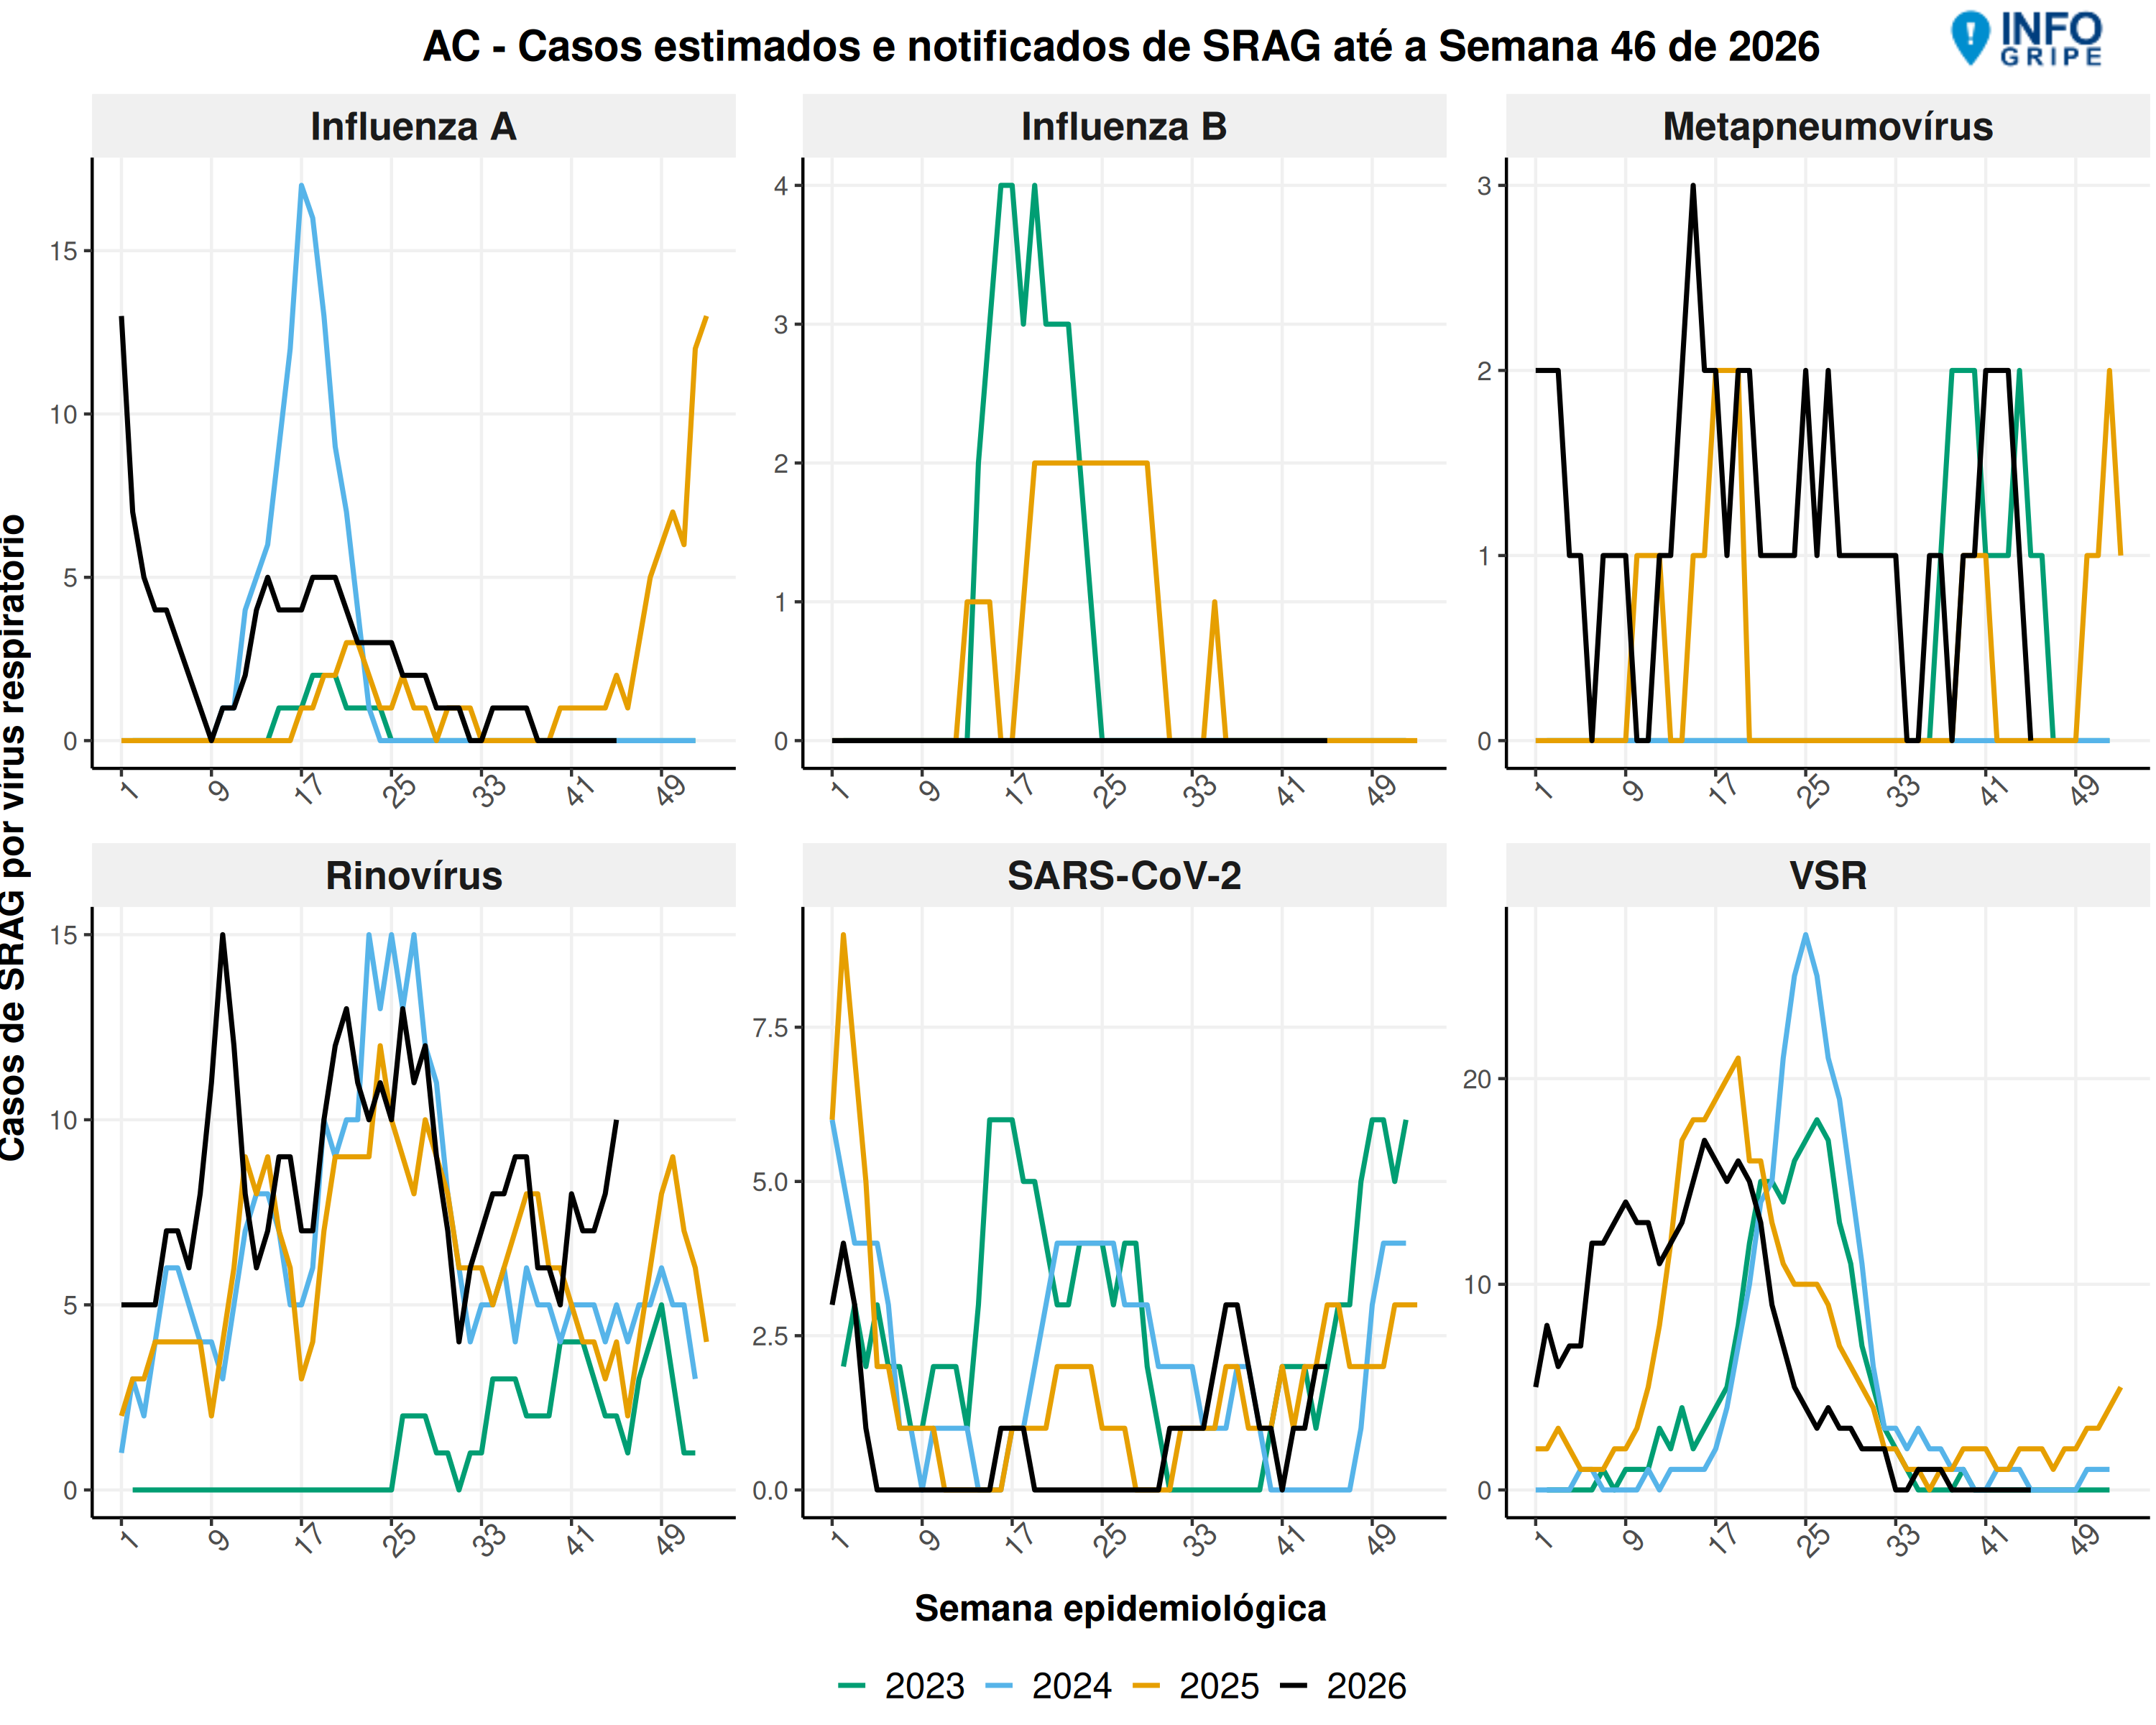 AC - Casos estimados e notificados de SRAG até a Semana 46 de 2026
INFO
GRIPE
Influenza A
Influenza B
Metapneumovírus
15
10
5
0
4
3
2
1
0
3
2
1
0
1 9 17 25 33 41 49
1 9 17 25 33 41 49
1 9 17 25 33 41 49
Casos de SRAG por vírus respiratório
Rinovírus
SARS-CoV-2
VSR
15
10
5
0
7.5
5.0
2.5
0.0
20
10
0
1 9 17 25 33 41 49
1 9 17 25 33 41 49
1 9 17 25 33 41 49
Semana epidemiológica
2023 2024 2025 2026